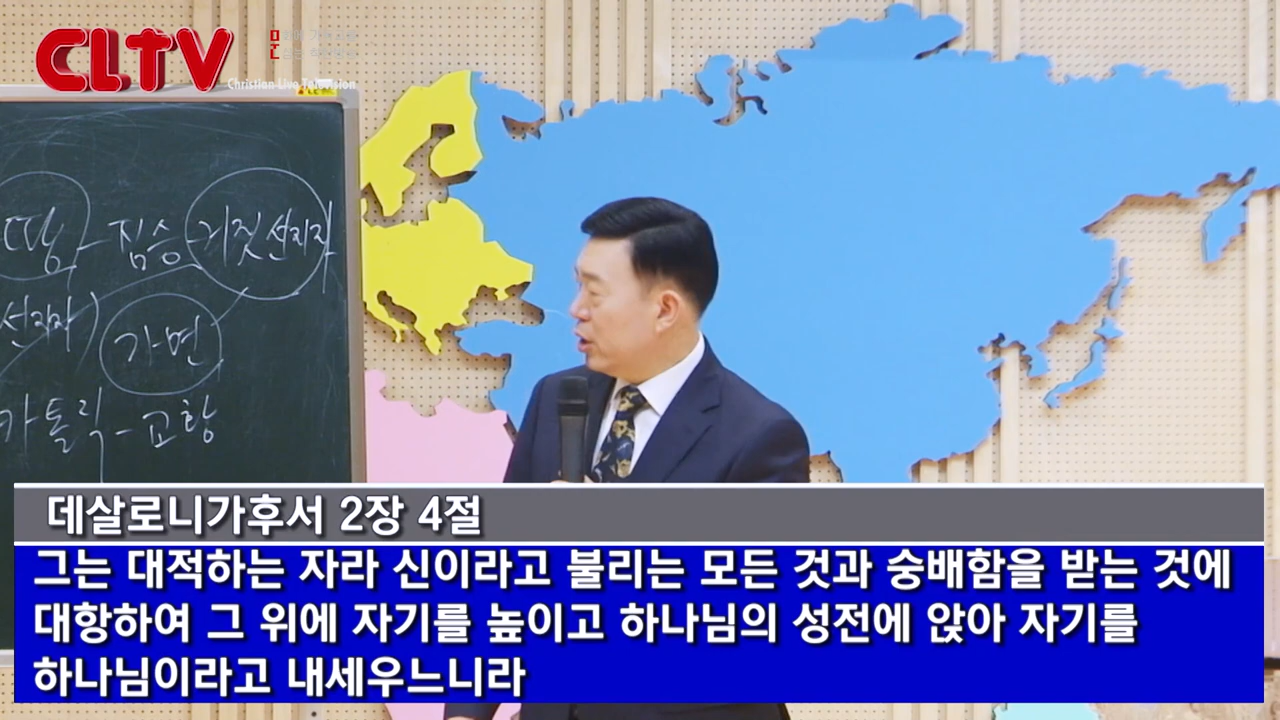 CLTV
Christian Live Television
땅 - 짐승 - 거짓선지자
선지자)
가면
카톨릭 - 교황
데살로니가후서 2장 4절
그는 대적하는 자라 신이라고 불리는 모든 것과 숭배함을 받는 것에
대항하여 그 위에 자기를 높이고 하나님의 성전에 앉아 자기를
하나님이라고 내세우느니라